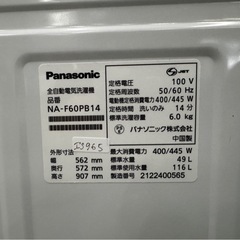 JET
Panasonic
全自動電気洗濯機
品番
NA-F60PB14
定格電圧 100 V
定格周波数 50/60 Hz
電動機定格消費電力 400/445 W
定格時間 洗いのみ 14 分
標準洗濯容量 6.0 kg
パナソニック株式会社
中国製
外形寸法
幅 562 mm
奥行 572 mm
高さ 907 mm
最大消費電力 400/445 W
標準水量 49 L
標準使用水量 116 L
製造番号 2122400565